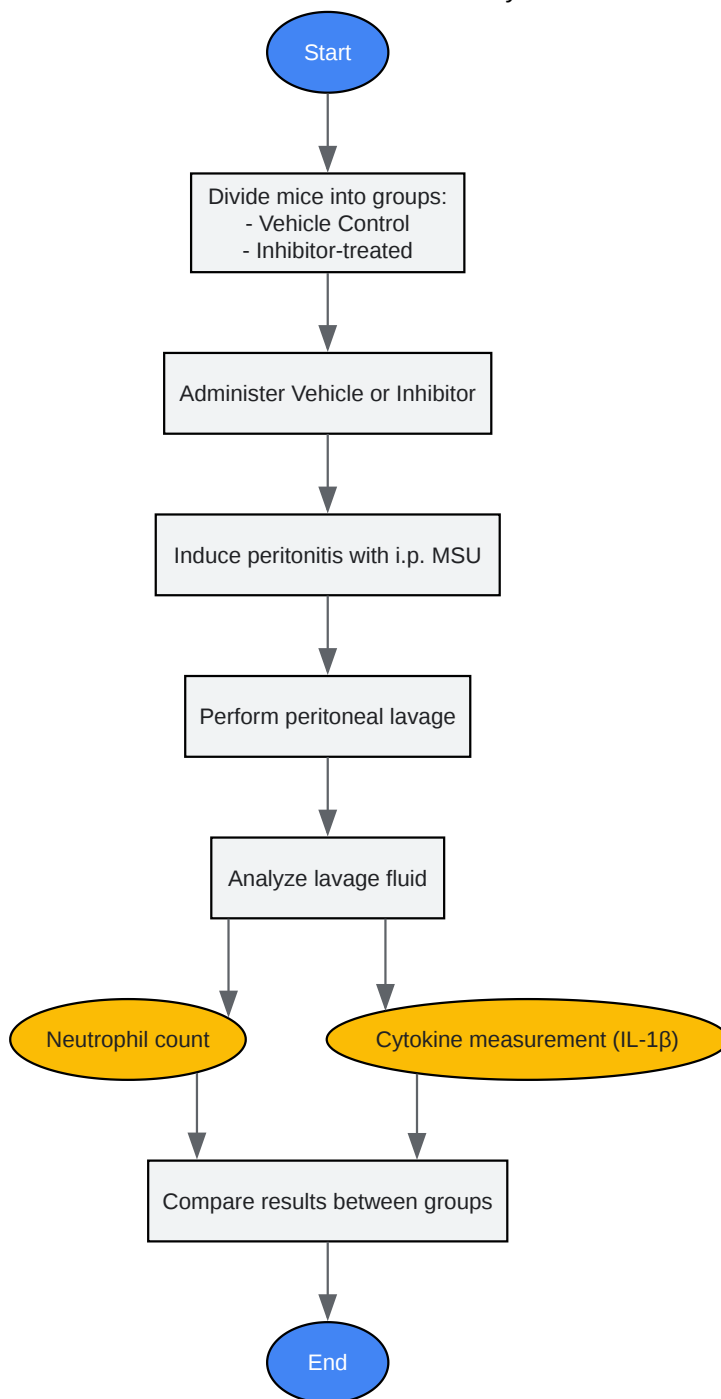 Start
Divide mice into groups:
- Vehicle Control
- Inhibitor-treated
Administer Vehicle or Inhibitor
Induce peritonitis with i.p. MSU
Perform peritoneal lavage
Analyze lavage fluid
Neutrophil count
Cytokine measurement (IL-1β)
Compare results between groups
End